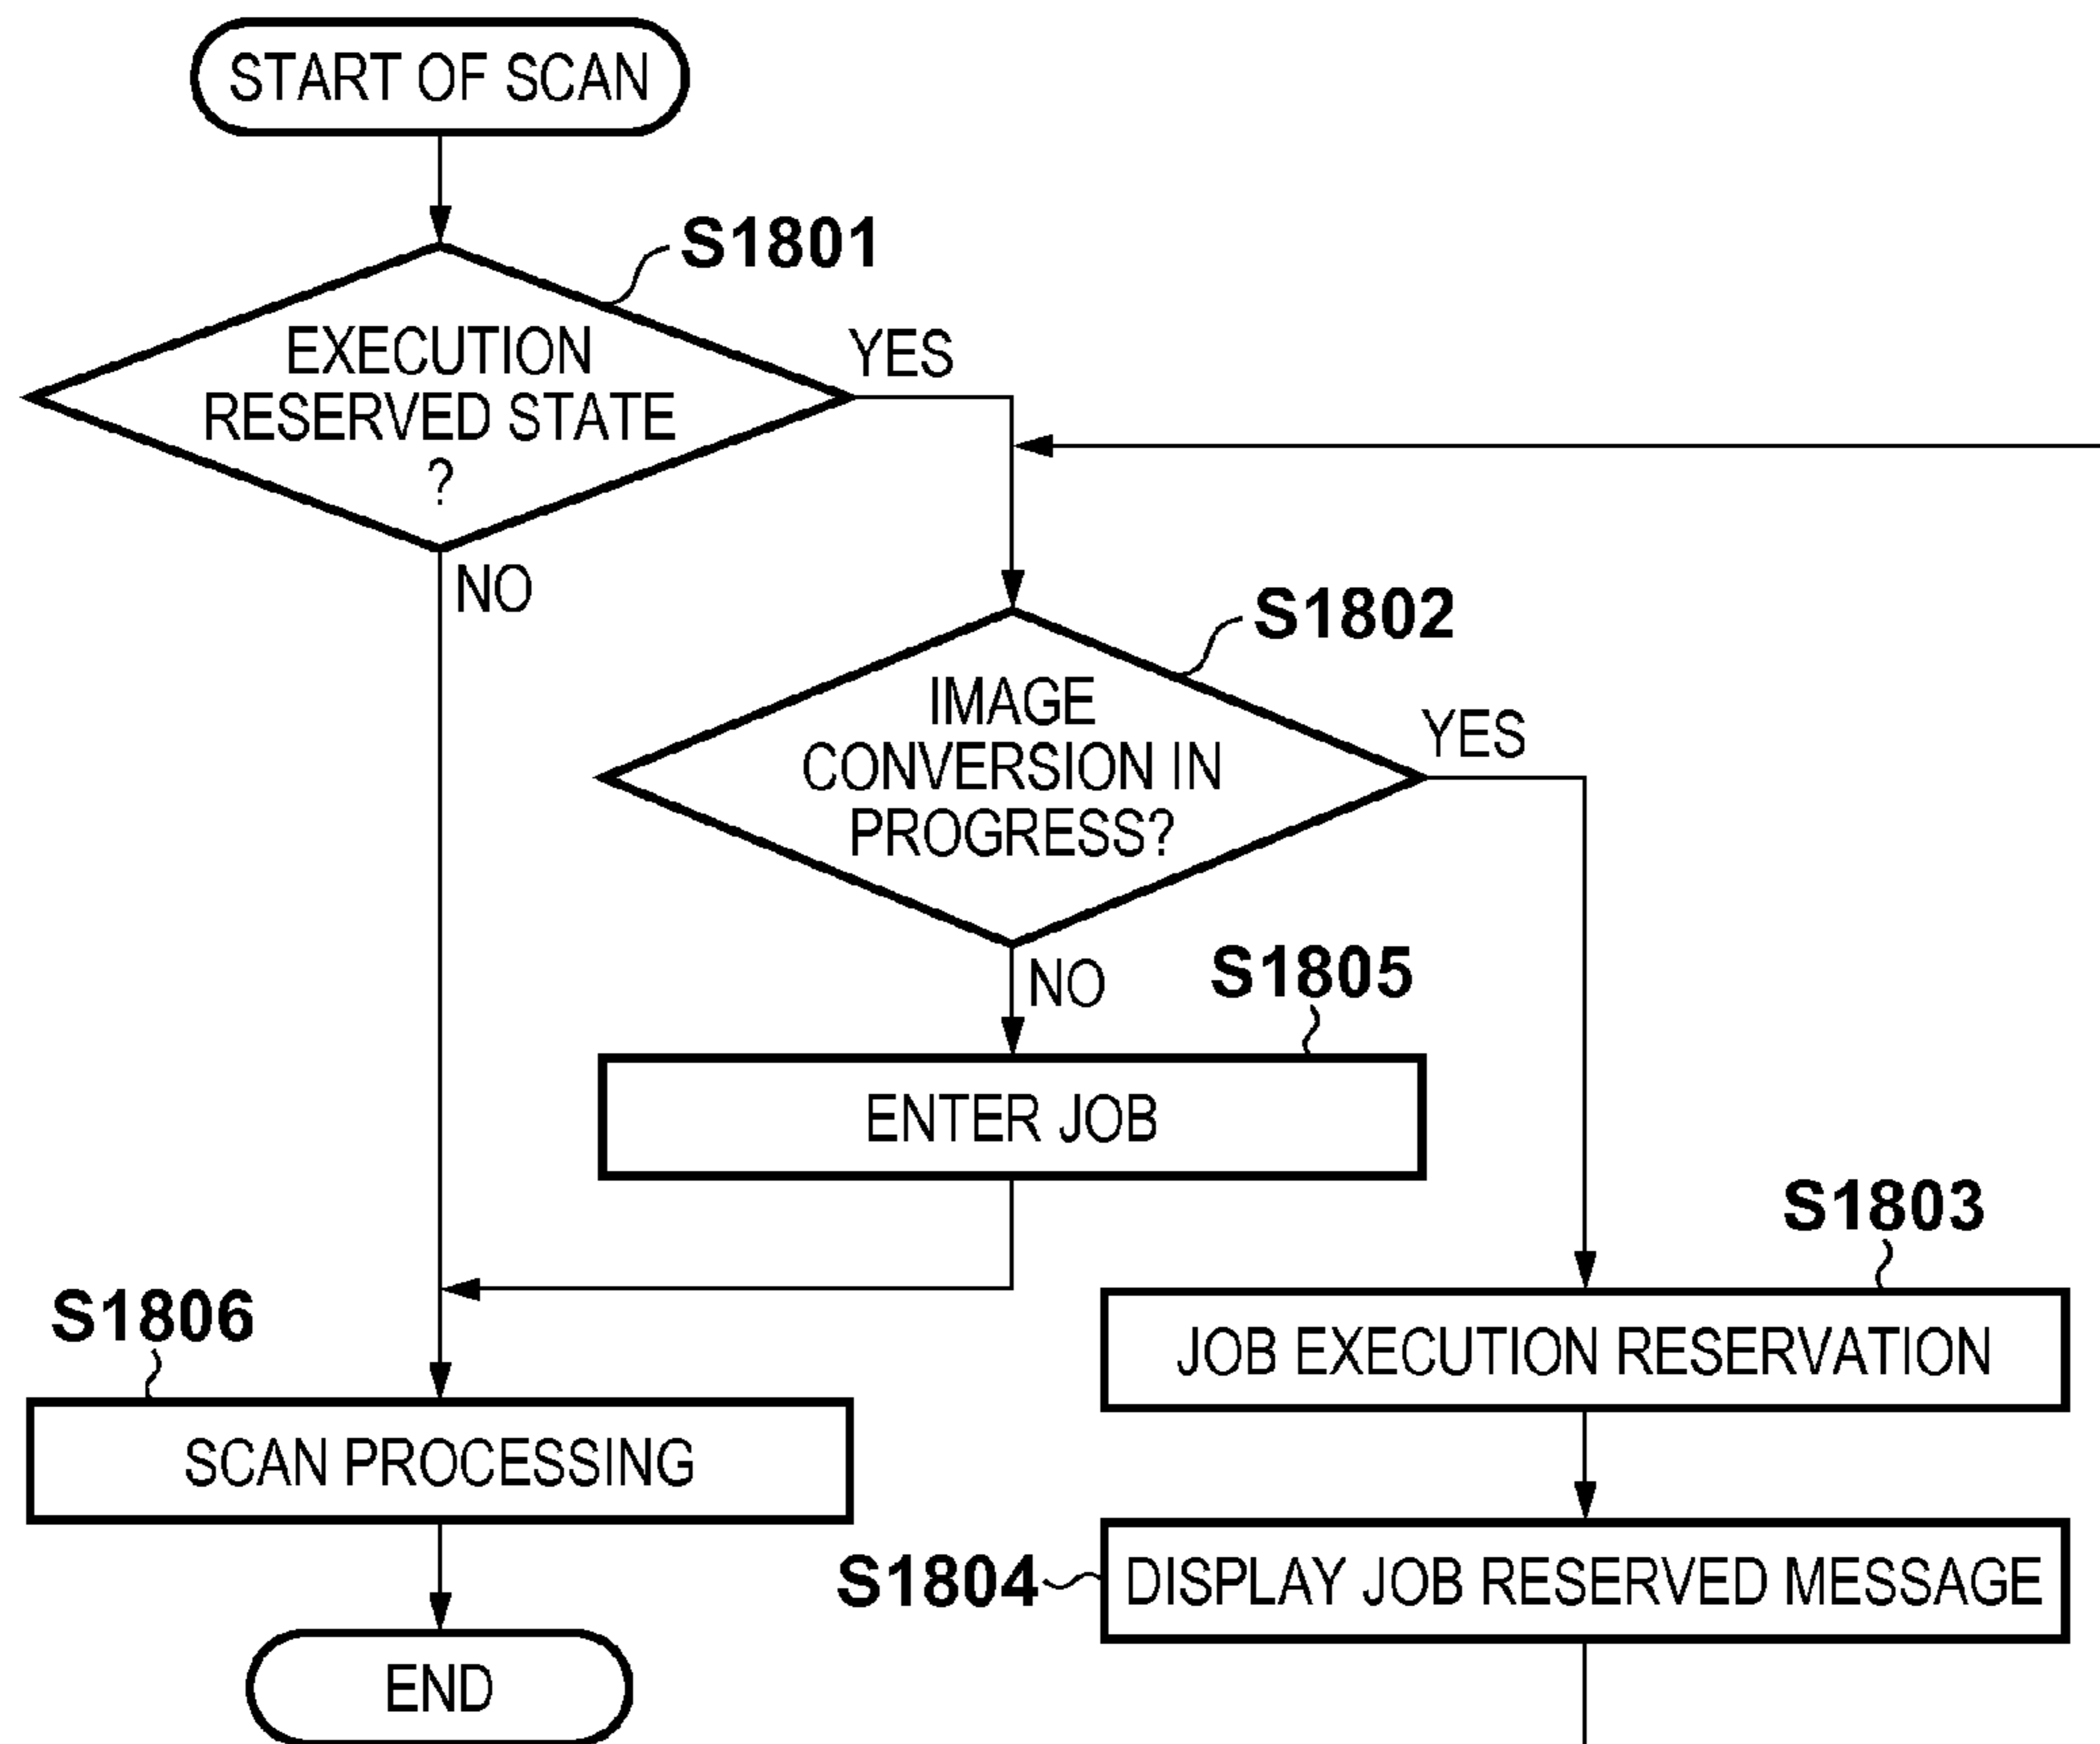 START OF SCAN
S1801
EXECUTION
RESERVED STATE
?
YES
NO
S1802
IMAGE
CONVERSION IN
PROGRESS?
YES
NO
S1805
ENTER JOB
S1803
JOB EXECUTION RESERVATION
S1806
SCAN PROCESSING
S1804
DISPLAY JOB RESERVED MESSAGE
END